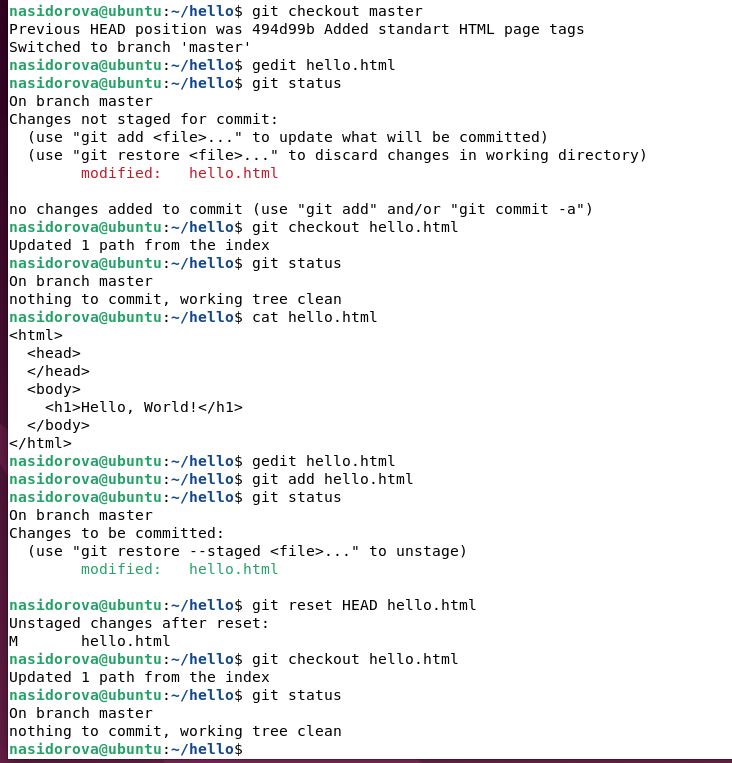 nasidorova@ubuntu:~/hello$ git checkout master
Previous HEAD position was 494d99b Added standart HTML page tags
Switched to branch 'master'
nasidorova@ubuntu:~/hello$ gedit hello.html
nasidorova@ubuntu:~/hello$ git status
On branch master
Changes not staged for commit:
  (use "git add <file>..." to update what will be committed)
  (use "git restore <file>..." to discard changes in working directory)
        modified:   hello.html

no changes added to commit (use "git add" and/or "git commit -a")
nasidorova@ubuntu:~/hello$ git checkout hello.html
Updated 1 path from the index
nasidorova@ubuntu:~/hello$ git status
On branch master
nothing to commit, working tree clean
nasidorova@ubuntu:~/hello$ cat hello.html
<html>
  <head>
  </head>
  <body>
    <h1>Hello, World!</h1>
  </body>
</html>
nasidorova@ubuntu:~/hello$ gedit hello.html
nasidorova@ubuntu:~/hello$ git add hello.html
nasidorova@ubuntu:~/hello$ git status
On branch master
Changes to be committed:
  (use "git restore --staged <file>..." to unstage)
        modified:   hello.html

nasidorova@ubuntu:~/hello$ git reset HEAD hello.html
Unstaged changes after reset:
M       hello.html
nasidorova@ubuntu:~/hello$ git checkout hello.html
Updated 1 path from the index
nasidorova@ubuntu:~/hello$ git status
On branch master
nothing to commit, working tree clean
nasidorova@ubuntu:~/hello$